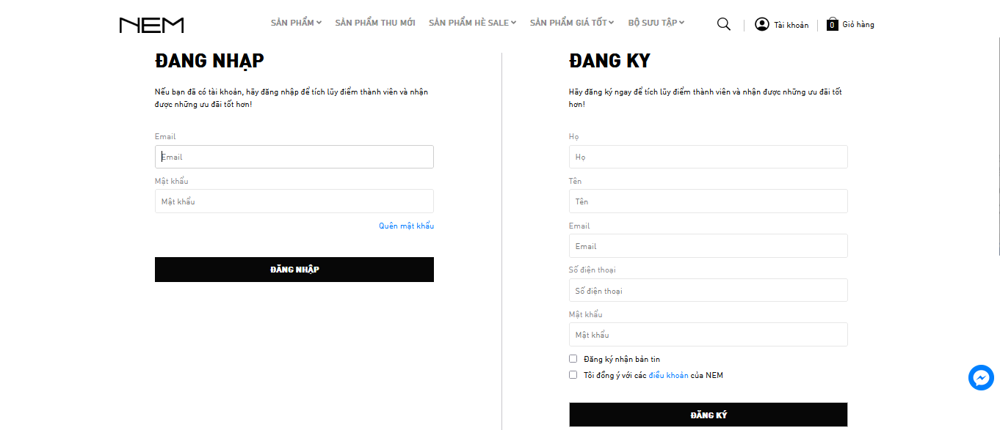 NEM
SẢN PHẨM
SẢN PHẨM THU MỚI
SẢN PHẨM HÈ SALE
SẢN PHẨM GIÁ TỐT
BỘ SƯU TẬP
Tài khoản
0
Giỏ hàng
ĐANG NHẬP
Nếu bạn đã có tài khoản, hãy đăng nhập để tích lũy điểm thành viên và nhận
được những ưu đãi tốt hơn!
Email
Email
Mật khẩu
Mật khẩu
Quên mật khẩu
ĐĂNG NHẬP
ĐANG KY
Hãy đăng ký ngay để tích lũy điểm thành viên và nhận được những ưu đãi tốt
hơn!
Họ
Họ
Tên
Tên
Email
Email
Số điện thoại
Số điện thoại
Mật khẩu
Mật khẩu
Đăng ký nhận bản tin
Tôi đồng ý với các điều khoản của NEM
ĐĂNG KÝ